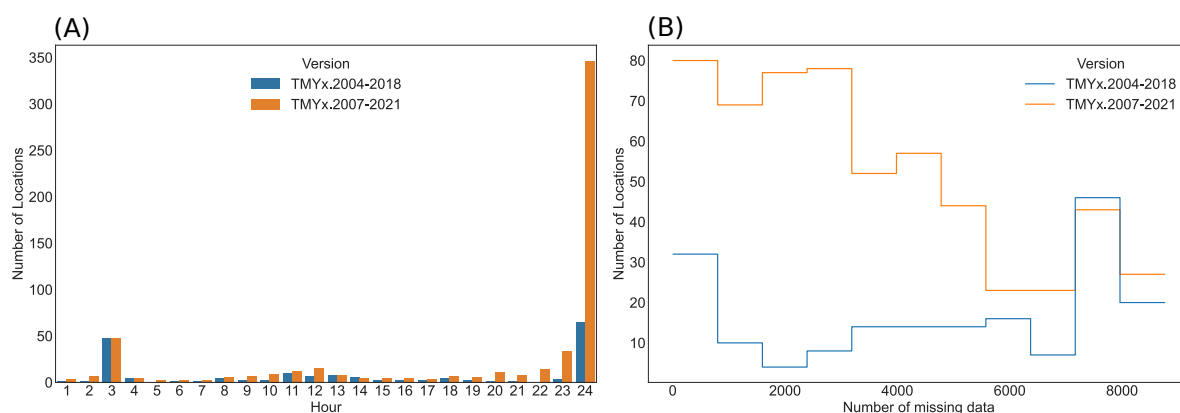 (A)
350
300
250
200
150
100
50
0
Number of Locations
Version
TMYx.2004-2018
TMYx.2007-2021
1 2 3 4 5 6 7 8 9 10 11 12 13 14 15 16 17 18 19 20 21 22 23 24
Hour
(B)
80
70
60
50
40
30
20
10
Number of Locations
Version
TMYx.2004-2018
TMYx.2007-2021
0 2000 4000 6000 8000
Number of missing data